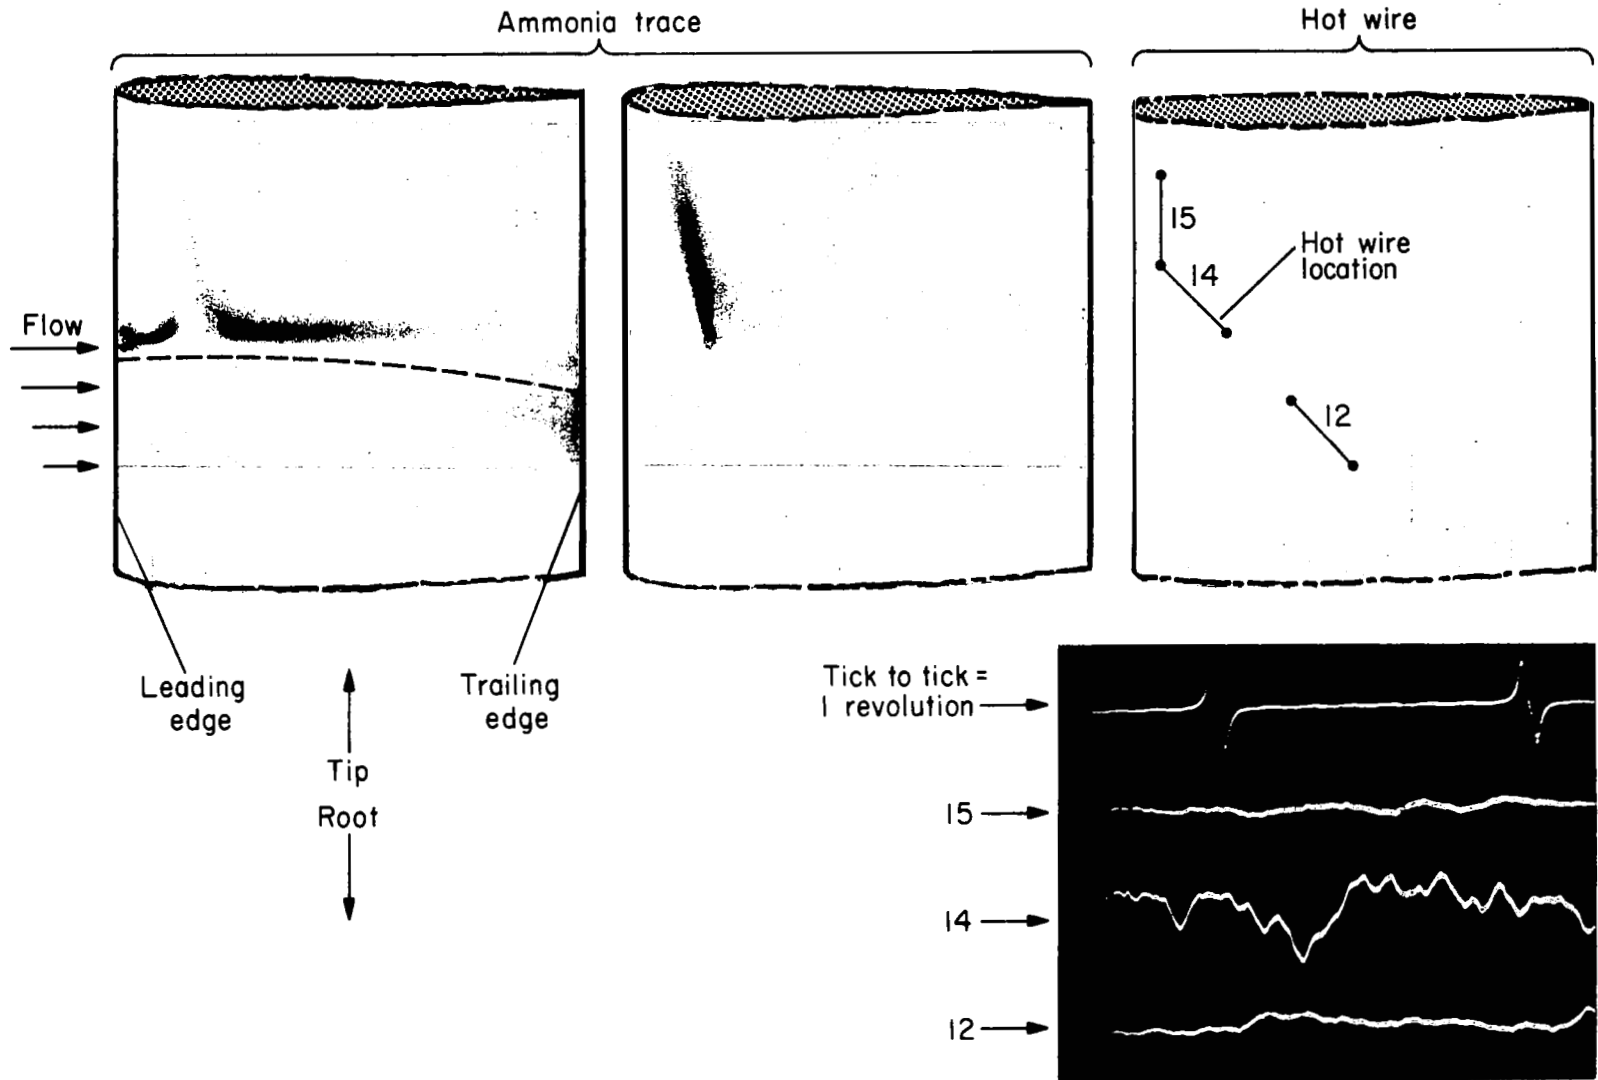 Ammonia trace
Hot wire
15
14
Hot wire
location
12
Flow
Leading
edge
Trailing
edge
Tip
Root
Tick to tick =
1 revolution
15
14
12